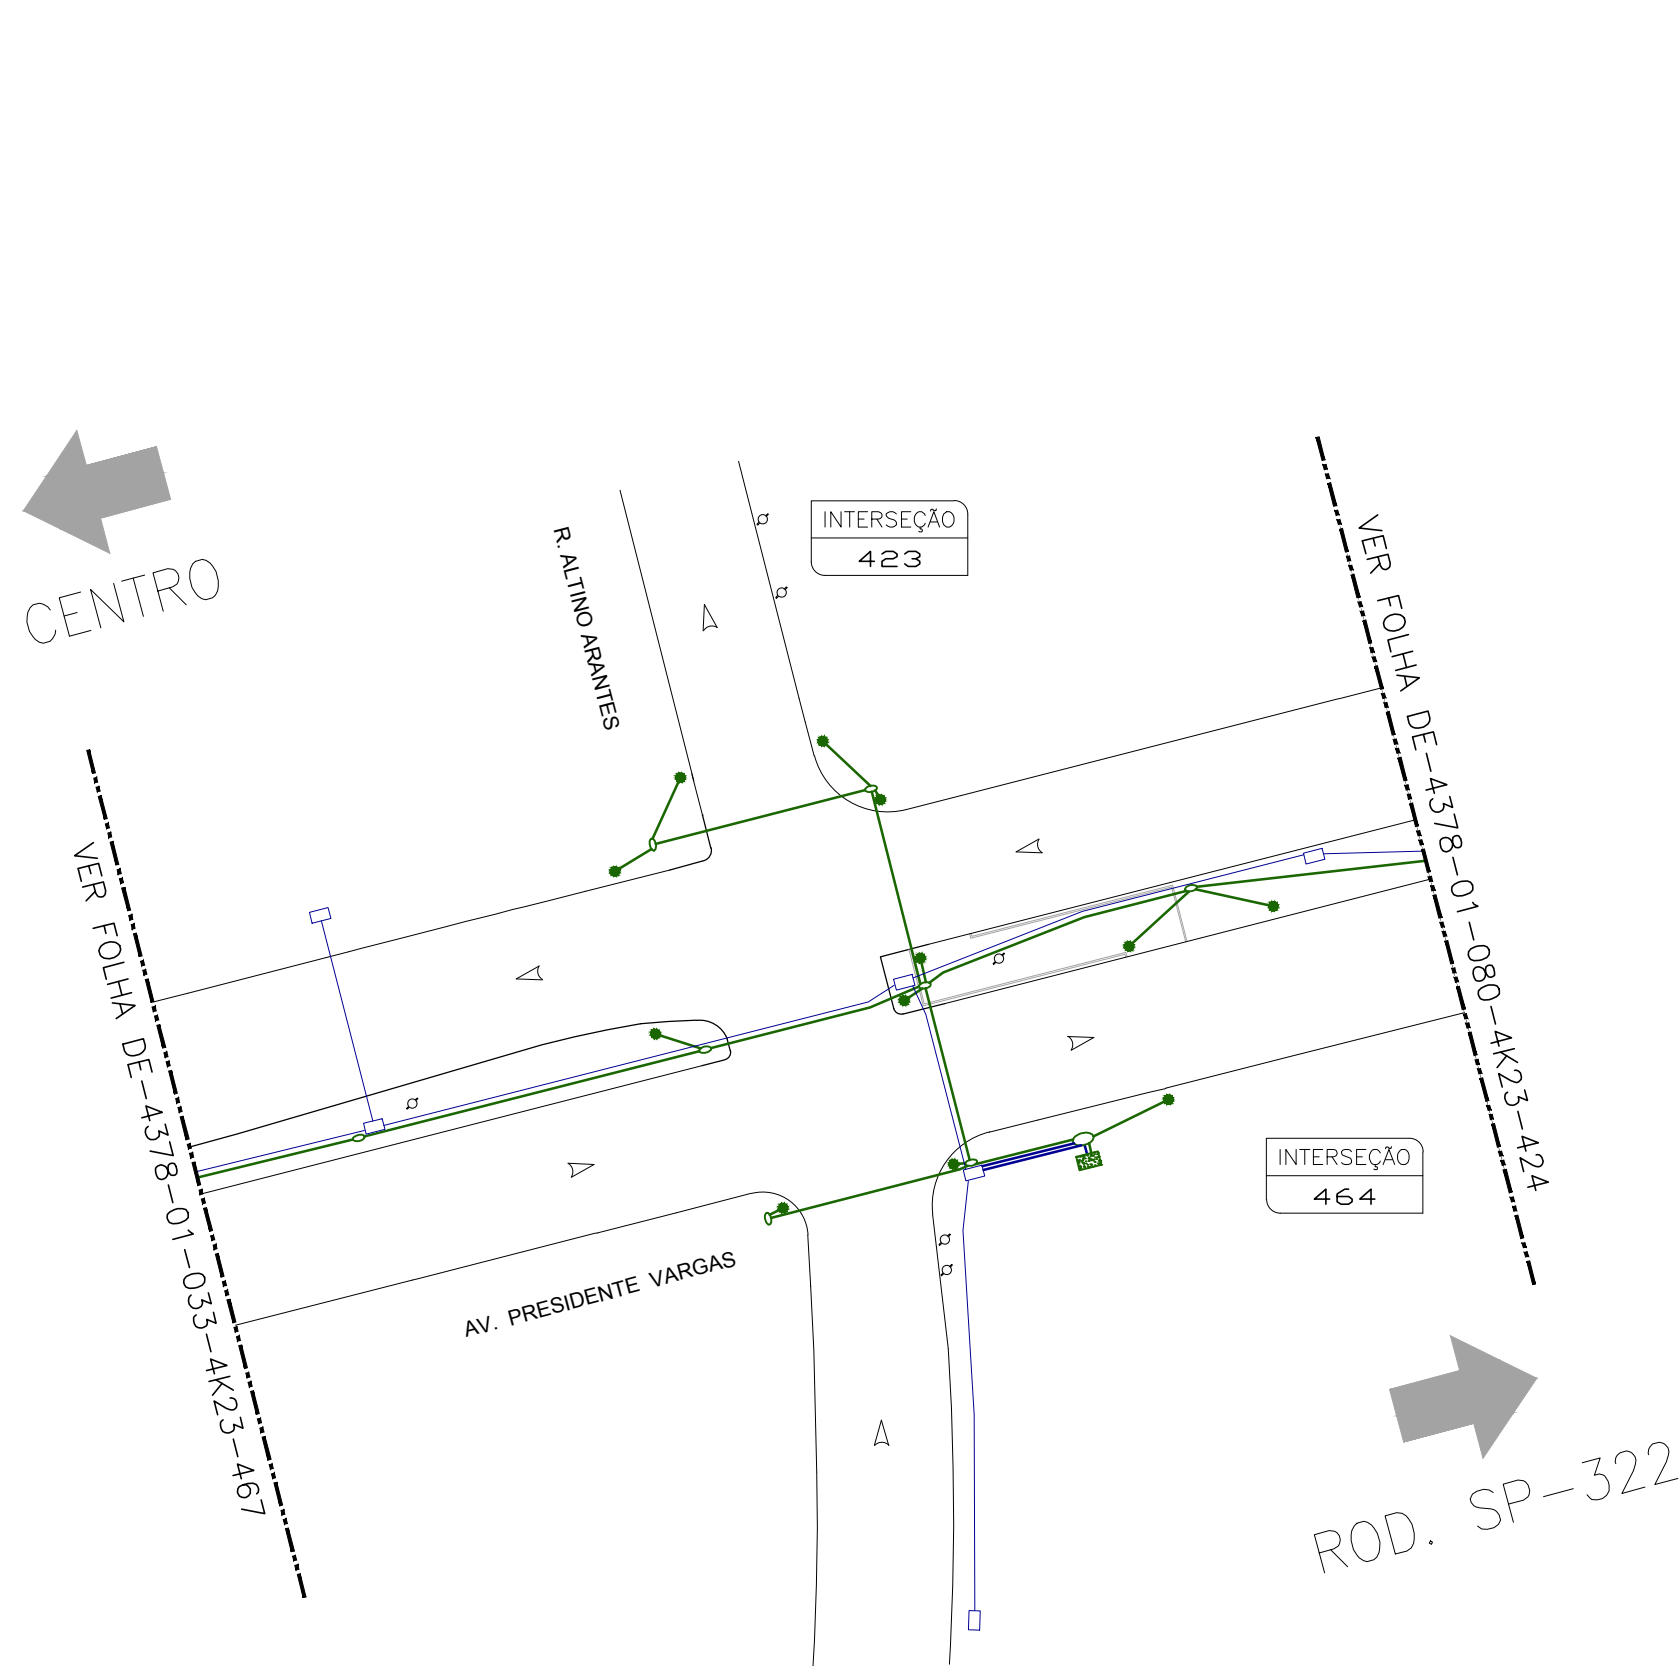 CENTRO
R. ALTINO ARANTES
INTERSEÇÃO
423
VER FOLHA DE-4378-01-080-4K23-424
VER FOLHA DE-4378-01-033-4K23-467
INTERSEÇÃO
464
AV. PRESIDENTE VARGAS
ROD. SP-322